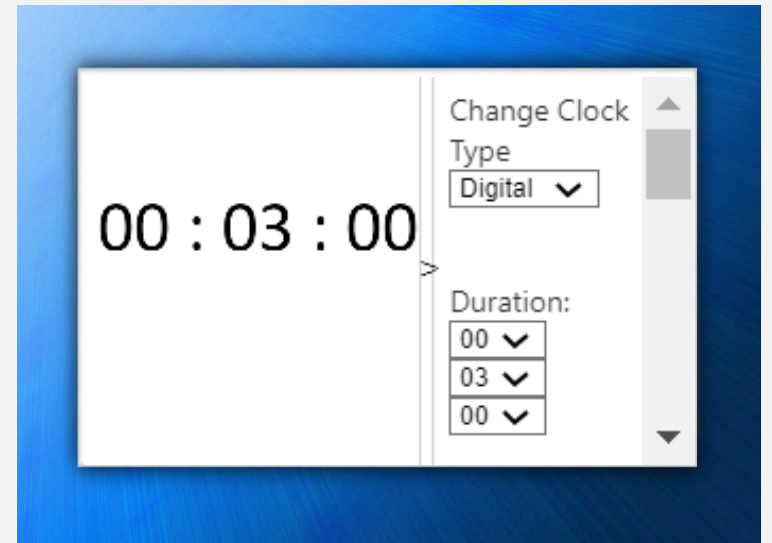 00 : 03 : 00
>
Change Clock
Type
Digital
Duration:
00
03
00